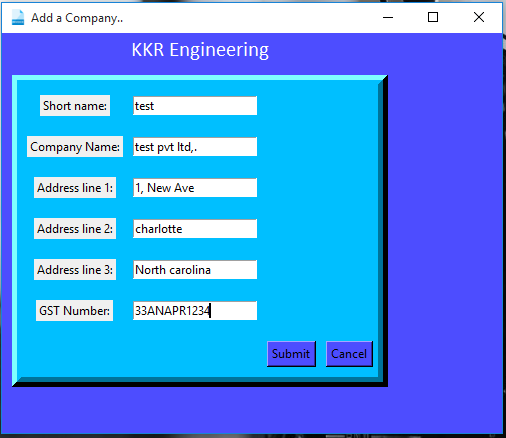 Add a Company..
KKR Engineering
Short name: test
Company Name: test pvt ltd,.
Address line 1: 1, New Ave
Address line 2: charlotte
Address line 3: North carolina
GST Number: 33ANAPR1234
Submit Cancel